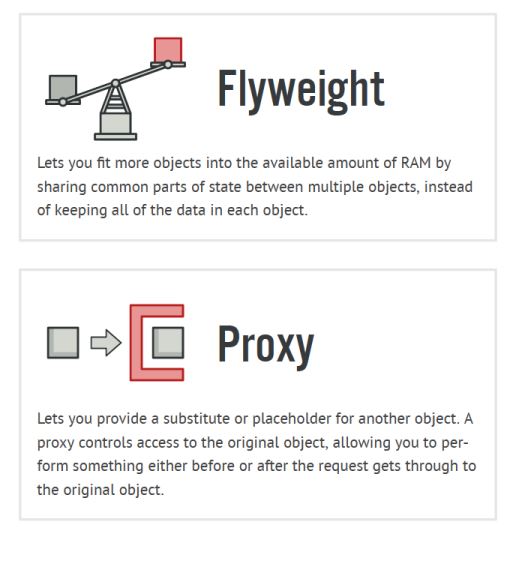 Flyweight
Lets you fit more objects into the available amount of RAM by
sharing common parts of state between multiple objects, instead
of keeping all of the data in each object.
Proxy
Lets you provide a substitute or placeholder for another object. A
proxy controls access to the original object, allowing you to per-
form something either before or after the request gets through to
the original object.